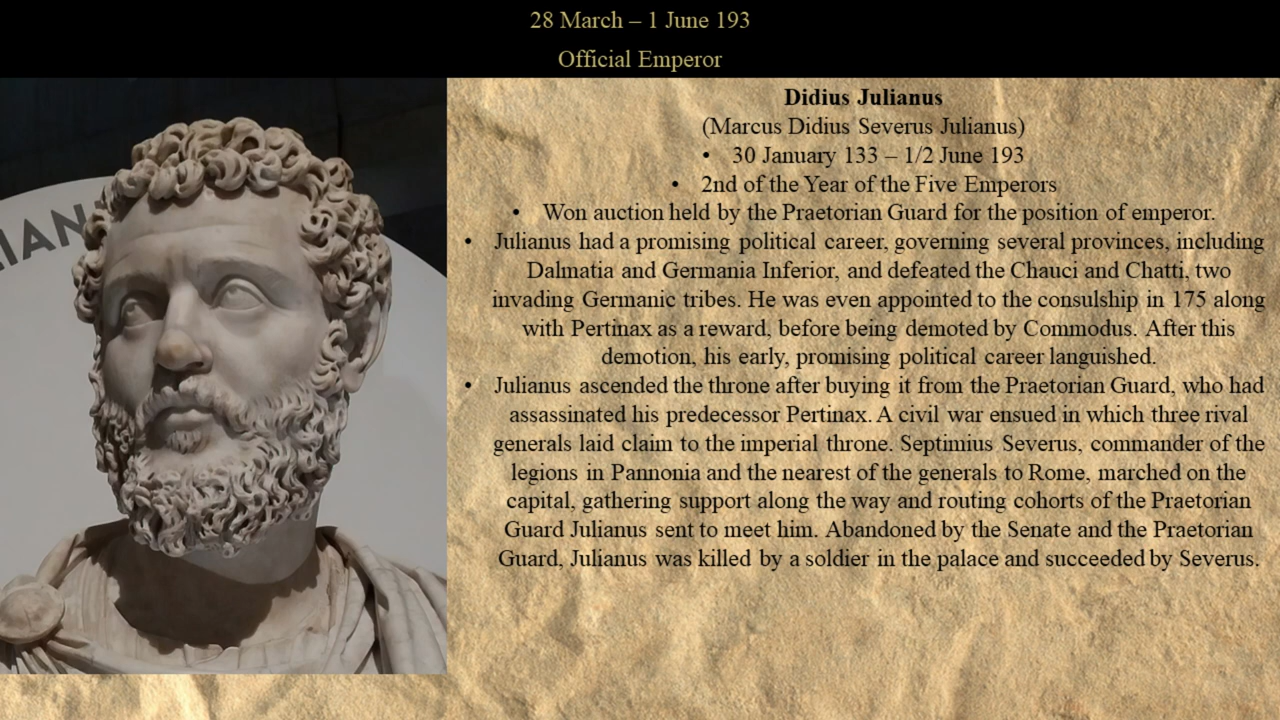 28 March – 1 June 193
Official Emperor
IAN
Didius Julianus
(Marcus Didius Severus Julianus)
• 30 January 133 – 1/2 June 193
• 2nd of the Year of the Five Emperors
• Won auction held by the Praetorian Guard for the position of emperor.
• Julianus had a promising political career, governing several provinces, including
Dalmatia and Germania Inferior, and defeated the Chauci and Chatti, two
invading Germanic tribes. He was even appointed to the consulship in 175 along
with Pertinax as a reward, before being demoted by Commodus. After this
demotion, his early, promising political career languished.
• Julianus ascended the throne after buying it from the Praetorian Guard, who had
assassinated his predecessor Pertinax. A civil war ensued in which three rival
generals laid claim to the imperial throne. Septimius Severus, commander of the
legions in Pannonia and the nearest of the generals to Rome, marched on the
capital, gathering support along the way and routing cohorts of the Praetorian
Guard Julianus sent to meet him. Abandoned by the Senate and the Praetorian
Guard, Julianus was killed by a soldier in the palace and succeeded by Severus.